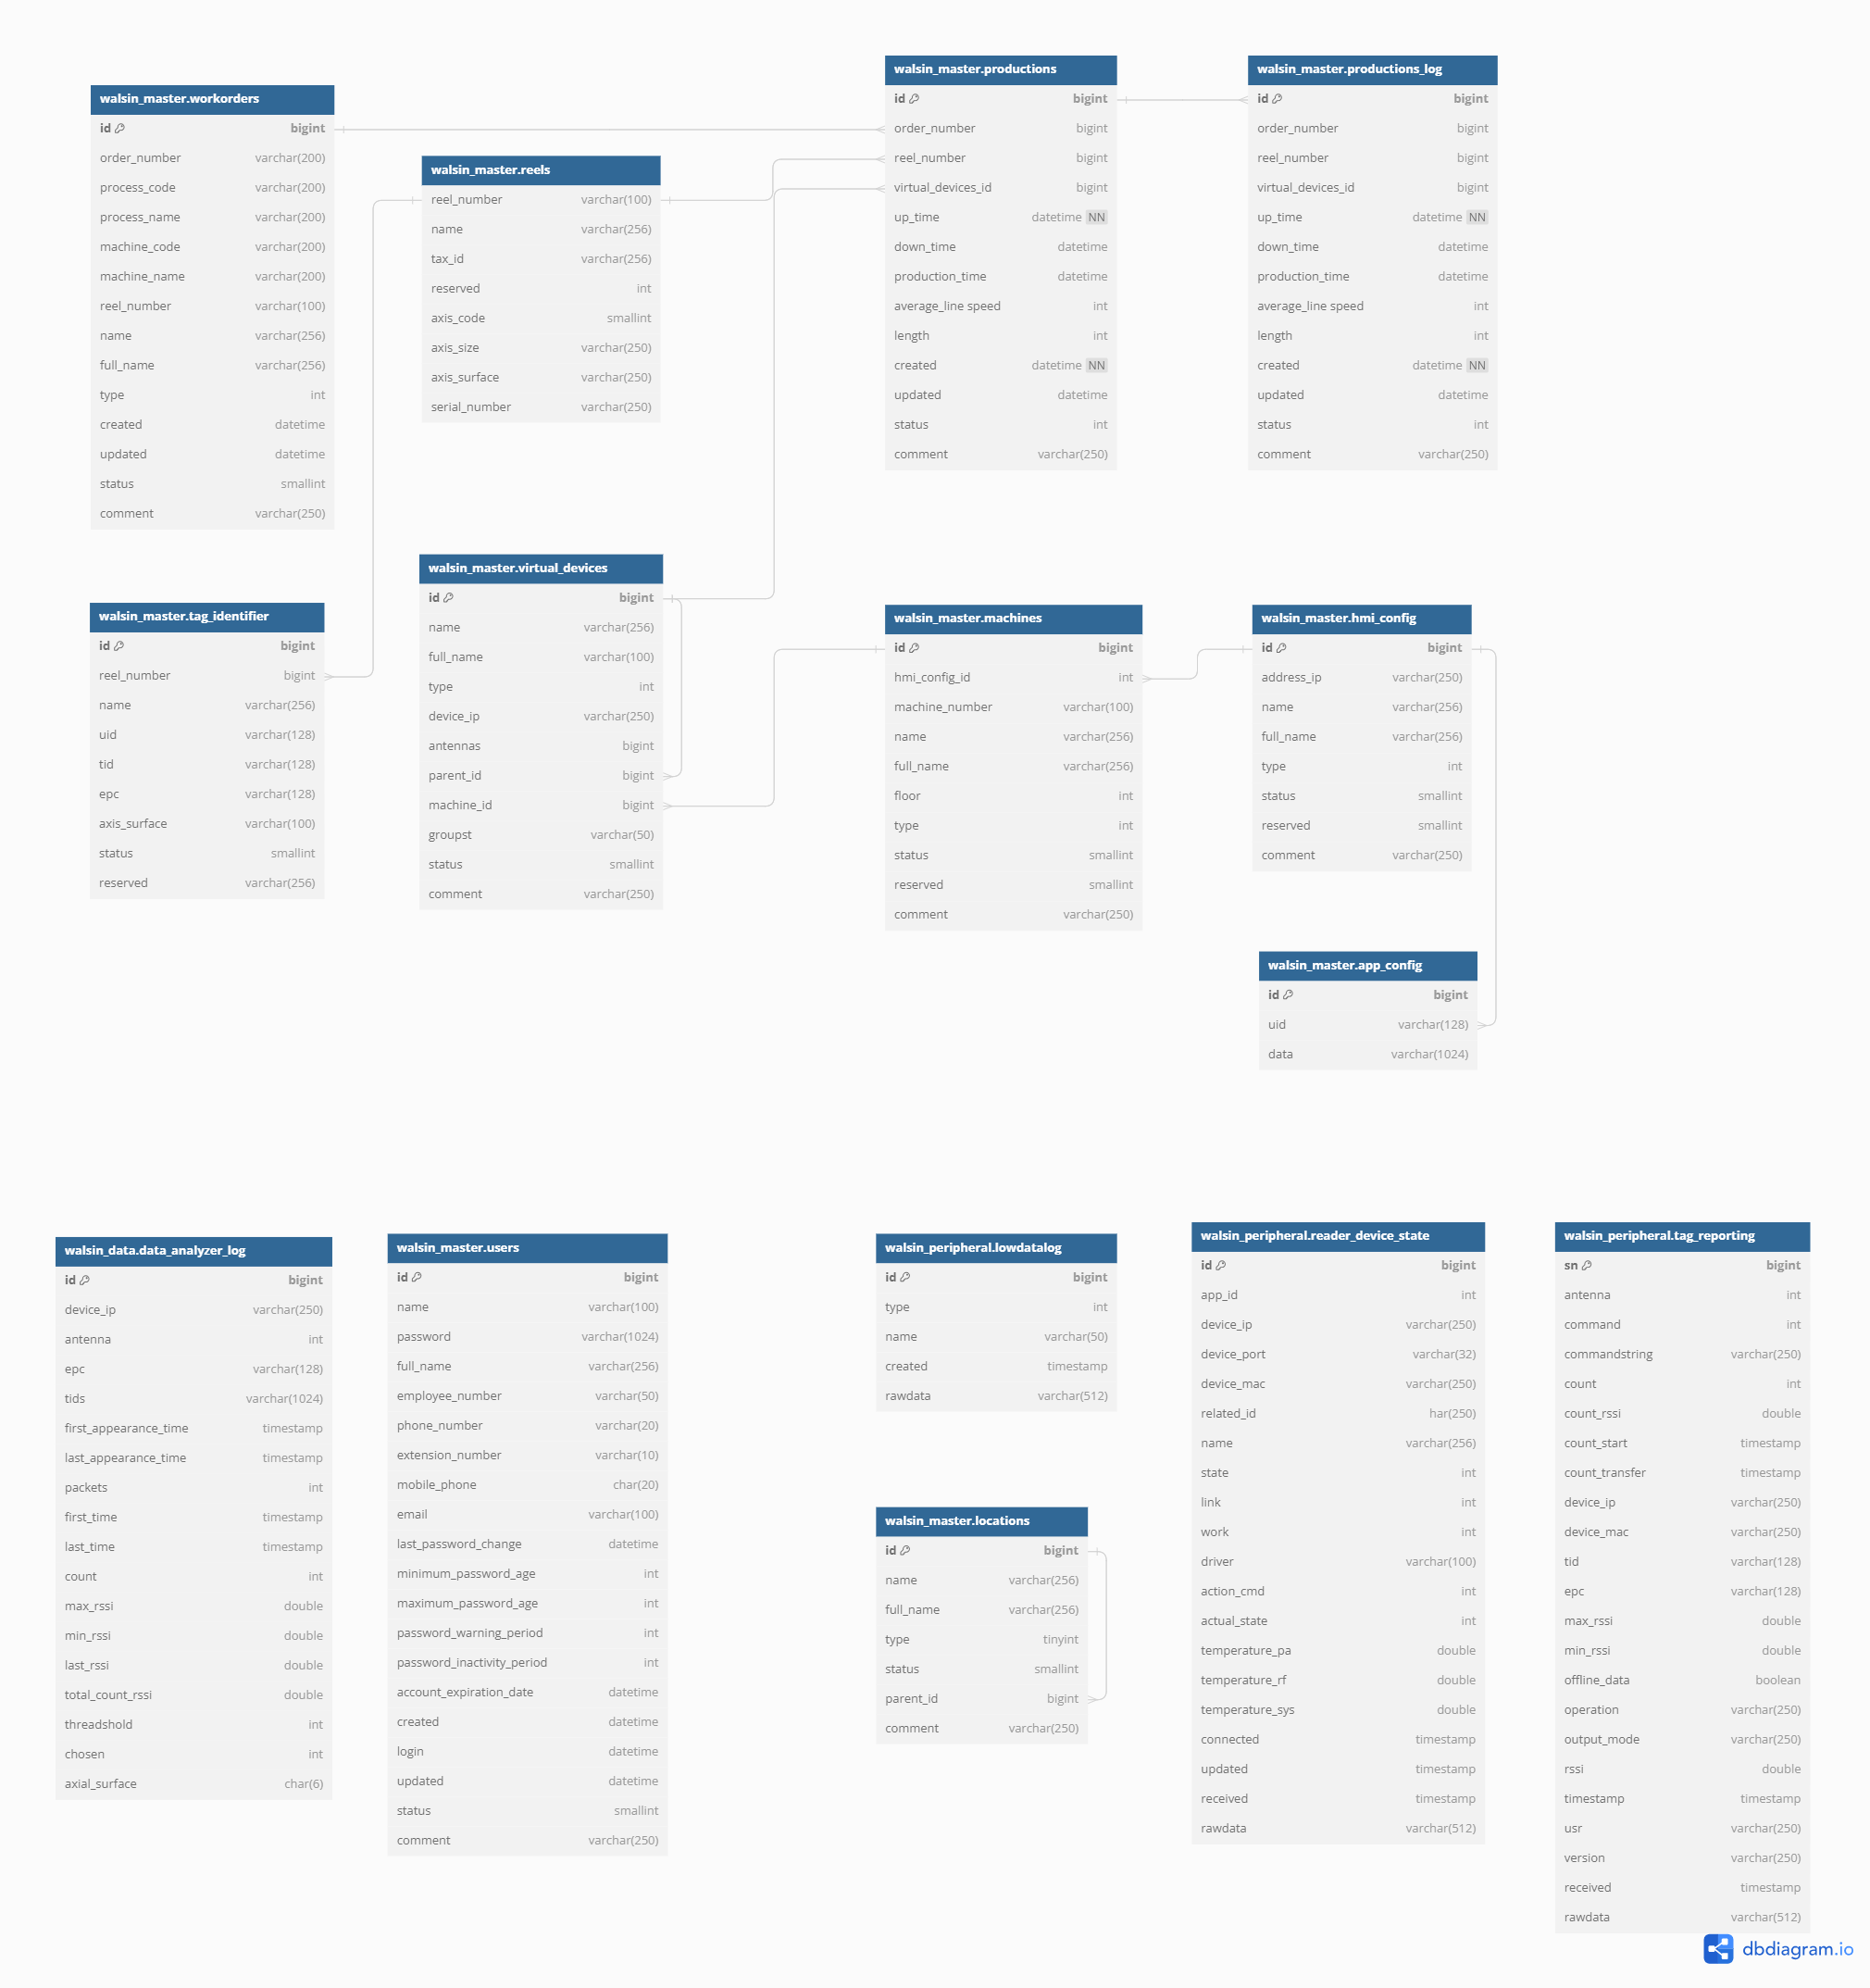 walsin_master.workorders
id bigint
order_number varchar(200)
process_code varchar(200)
process_name varchar(200)
machine_code varchar(200)
machine_name varchar(200)
reel_number varchar(100)
name varchar(256)
full_name varchar(256)
type int
created datetime
updated datetime
status smallint
comment varchar(250)
walsin_master.reels
reel_number varchar(100)
name varchar(256)
tax_id varchar(256)
reserved int
axis_code smallint
axis_size varchar(250)
axis_surface varchar(250)
serial_number varchar(250)
walsin_master.productions
id bigint
order_number bigint
reel_number bigint
virtual_devices_id bigint
up_time datetime NN
down_time datetime
production_time datetime
average_line speed int
length int
created datetime NN
updated datetime
status int
comment varchar(250)
walsin_master.productions_log
id bigint
order_number bigint
reel_number bigint
virtual_devices_id bigint
up_time datetime NN
down_time datetime
production_time datetime
average_line speed int
length int
created datetime NN
updated datetime
status int
comment varchar(250)
walsin_master.tag_identifier
id bigint
reel_number bigint
name varchar(256)
uid varchar(128)
tid varchar(128)
epc varchar(128)
axis_surface varchar(100)
status smallint
reserved varchar(256)
walsin_master.virtual_devices
id bigint
name varchar(256)
full_name varchar(100)
type int
device_ip varchar(250)
antennas bigint
parent_id bigint
machine_id bigint
groupst varchar(50)
status smallint
comment varchar(250)
walsin_master.machines
id bigint
hmi_config_id int
machine_number varchar(100)
name varchar(256)
full_name varchar(256)
floor int
type int
status smallint
reserved smallint
comment varchar(250)
walsin_master.hmi_config
id bigint
address_ip varchar(250)
name varchar(256)
full_name varchar(256)
type int
status smallint
reserved smallint
comment varchar(250)
walsin_master.app_config
id bigint
uid varchar(128)
data varchar(1024)
walsin_data.data_analyzer_log
id bigint
device_ip varchar(250)
antenna int
epc varchar(128)
tids varchar(1024)
first_appearance_time timestamp
last_appearance_time timestamp
packets int
first_time timestamp
last_time timestamp
count int
max_rssi double
min_rssi double
last_rssi double
total_count_rssi double
threadshold int
chosen int
axial_surface char(6)
walsin_master.users
id bigint
name varchar(100)
password varchar(1024)
full_name varchar(256)
employee_number varchar(50)
phone_number varchar(20)
extension_number varchar(10)
mobile_phone char(20)
email varchar(100)
last_password_change datetime
minimum_password_age int
maximum_password_age int
password_warning_period int
password_inactivity_period int
account_expiration_date datetime
created datetime
login datetime
updated datetime
status smallint
comment varchar(250)
walsin_peripheral.lowdatalog
id bigint
type int
name varchar(50)
created timestamp
rawdata varchar(512)
walsin_master.locations
id bigint
name varchar(256)
full_name varchar(256)
type tinyint
status smallint
parent_id bigint
comment varchar(250)
walsin_peripheral.reader_device_state
id bigint
app_id int
device_ip varchar(250)
device_port varchar(32)
device_mac varchar(250)
related_id har(250)
name varchar(256)
state int
link int
work int
driver varchar(100)
action_cmd int
actual_state int
temperature_pa double
temperature_rf double
temperature_sys double
connected timestamp
updated timestamp
received timestamp
rawdata varchar(512)
walsin_peripheral.tag_reporting
sn bigint
antenna int
command int
commandstring varchar(250)
count int
count_rssi double
count_start timestamp
count_transfer timestamp
device_ip varchar(250)
device_mac varchar(250)
tid varchar(128)
epc varchar(128)
max_rssi double
min_rssi double
offline_data boolean
operation varchar(250)
output_mode varchar(250)
rssi double
timestamp timestamp
usr varchar(250)
version varchar(250)
received timestamp
rawdata varchar(512)
dbdiagram.io